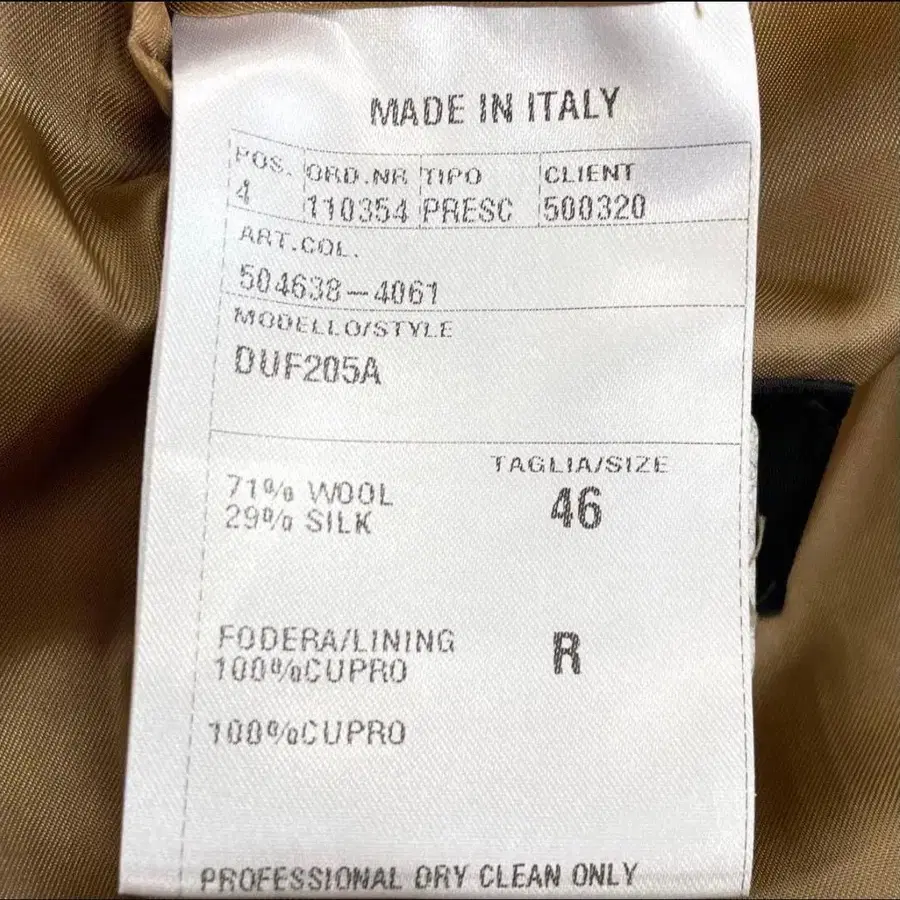 MADE IN ITALY
POS. ORD.NR TIPO CLIENT
4 110354 PRESC 500320
ART.COL.
504638-4061
MODELLO/STYLE
DUF205A
TAGLIA/SIZE
71% WOOL 46
29% SILK
FODERA/LINING R
100%CUPRO
100%CUPRO
PROFESSIONAL DRY CLEAN ONLY